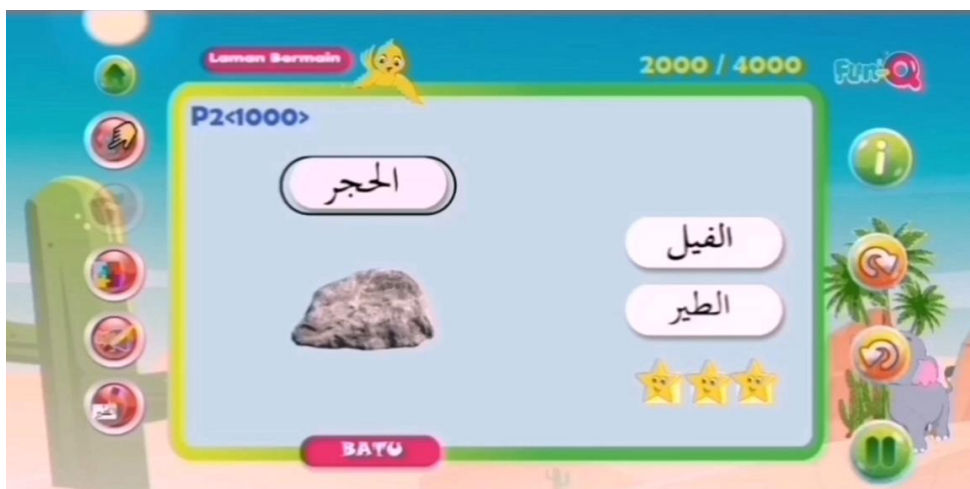 Laman Bermain
2000 / 4000
Fun-Q
P2<1000>
الحجر
الفيل
الطير
BATU